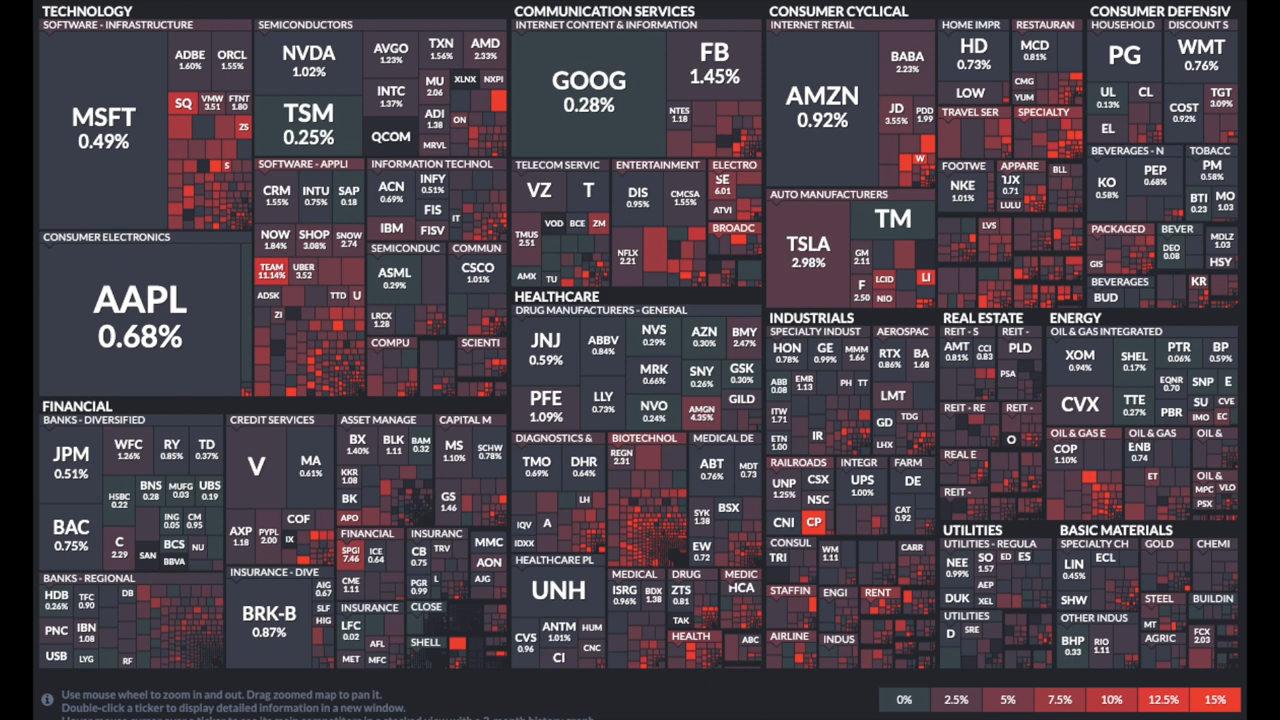 TECHNOLOGY
SOFTWARE - INFRASTRUCTURE
MSFT
0.49%
ADBE
1.60%
ORCL
1.55%
SQ
VMW
3.51
FTNT
1.80
ZS
S
SEMICONDUCTORS
NVDA
1.02%
TSM
0.25%
AVGO
1.23%
TXN
1.56%
AMD
2.33%
INTC
1.37%
MU
2.06
XLNX
NXPI
QCOM
ADI
1.38
ON
MRVL
SOFTWARE - APPLI
CRM
1.55%
INTU
0.75%
SAP
0.18
NOW
1.84%
SHOP
3.08%
SNOW
2.74
TEAM
11.14%
UBER
3.52
ADSK
TTD
U
ZI
INFORMATION TECHNOL
ACN
0.69%
INFY
0.51%
FIS
IT
IBM
FISV
SEMICONDUC
ASML
0.29%
LRCX
1.28
COMMUN
CSCO
1.01%
COMPU
SCIENTI
CONSUMER ELECTRONICS
AAPL
0.68%
COMMUNICATION SERVICES
INTERNET CONTENT & INFORMATION
GOOG
0.28%
FB
1.45%
NTES
1.18
TELECOM SERVIC
VZ
T
TMUS
2.51
VOD
BCE
ZM
AMX
TU
ENTERTAINMENT
DIS
0.95%
CMCSA
1.55%
NFLX
2.21
ELECTRO
SE
6.01
ATVI
BROADC
CONSUMER CYCLICAL
INTERNET RETAIL
AMZN
0.92%
BABA
2.23%
JD
3.55%
PDD
1.99
W
AUTO MANUFACTURERS
TSLA
2.98%
TM
GM
2.11
F
2.50
LCID
NIO
LI
HOME IMPR
HD
0.73%
LOW
RESTAURAN
MCD
0.81%
CMG
YUM
TRAVEL SER
SPECIALTY
FOOTWE
NKE
1.01%
APPARE
TJX
0.71
LULU
BLL
LVS
CONSUMER DEFENSIV
HOUSEHOLD
PG
UL
0.13%
CL
EL
DISCOUNT S
WMT
0.76%
COST
0.92%
TGT
3.09%
BEVERAGES - N
KO
0.58%
PEP
0.68%
TOBACC
PM
0.58%
BTI
0.23
MO
1.03
PACKAGED
GIS
BEVER
DEO
0.08
MDLZ
1.03
HSY
BEVERAGES
BUD
KR
HEALTHCARE
DRUG MANUFACTURERS - GENERAL
JNJ
0.59%
ABBV
0.84%
NVS
0.29%
AZN
0.30%
BMY
2.47%
PFE
1.09%
LLY
0.73%
MRK
0.66%
SNY
0.26%
GSK
0.30%
NVO
0.24%
AMGN
4.35%
GILD
DIAGNOSTICS &
TMO
0.69%
DHR
0.64%
LH
IQV
A
IDXX
BIOTECHNOL
REGN
2.31
MEDICAL DE
ABT
0.76%
MDT
0.73
SYK
1.38
BSX
EW
0.72
HEALTHCARE PL
UNH
CVS
0.96
ANTM
1.01%
HUM
CI
CNC
MEDICAL
ISRG
0.96%
BDX
1.38
DRUG
ZTS
0.81
TAK
MEDIC
HCA
HEALTH
ABC
FINANCIAL
BANKS - DIVERSIFIED
JPM
0.51%
WFC
1.26%
RY
0.85%
TD
0.37%
BAC
0.75%
HSBC
0.22
BNS
0.28
MUFG
0.03
UBS
0.19
ING
0.05
CM
0.95
C
2.29
SAN
BCS
NU
BBVA
BANKS - REGIONAL
HDB
0.26%
TFC
0.90
DB
PNC
IBN
1.08
USB
LYG
RF
CREDIT SERVICES
V
MA
0.61%
AXP
1.18
PYPL
2.00
COF
IX
INSURANCE - DIVE
BRK-B
0.87%
AIG
0.67
SLF
HIG
ASSET MANAGE
BX
1.40%
BLK
1.11
BAM
0.32
KKR
1.08
BK
APO
CAPITAL M
MS
1.10%
SCHW
0.78%
GS
1.46
FINANCIAL
SPGI
7.46
ICE
0.64
CME
1.11
INSURANC
CB
0.75
TRV
PGR
0.99
L
MMC
AON
AJG
INSURANCE
LFC
0.02
AFL
MET
MFC
CLOSE
SHELL
INDUSTRIALS
SPECIALTY INDUST
HON
0.78%
GE
0.99%
MMM
1.66
ABB
0.08
EMR
1.13
PH
TT
ITW
1.71
ETN
1.00
IR
AEROSPAC
RTX
0.86%
BA
1.68
LMT
GD
TDG
LHX
RAILROADS
UNP
1.25%
CSX
NSC
CNI
CP
INTEGR
UPS
1.00%
FARM
DE
CAT
0.92
CONSUL
TRI
WM
1.11
CARR
STAFFIN
ENGI
RENT
AIRLINE
INDUS
REAL ESTATE
REIT - S
AMT
0.81%
CCI
0.83
REIT -
PLD
PSA
REIT - RE
REIT -
O
REAL E
REIT -
ENERGY
OIL & GAS INTEGRATED
XOM
0.94%
SHEL
0.17%
PTR
0.06%
BP
0.59%
CVX
TTE
0.27%
EQNR
0.70
SNP
E
PBR
SU
CVE
IMO
EC
OIL & GAS E
COP
1.10%
OIL & GAS
ENB
0.74
ET
OIL &
OIL &
MPC
VLO
PSX
UTILITIES
UTILITIES - REGULA
NEE
0.99%
SO
1.57
ED
ES
AEP
DUK
XEL
UTILITIES
D
SRE
BASIC MATERIALS
SPECIALTY CH
LIN
0.45%
ECL
SHW
GOLD
CHEMI
STEEL
MT
BUILDIN
OTHER INDUS
BHP
0.33
RIO
1.11
AGRIC
FCX
2.03
Use mouse wheel to zoom in and out. Drag zoomed map to pan it.
Double-click a ticker to display detailed information in a new window.
0%
2.5%
5%
7.5%
10%
12.5%
15%